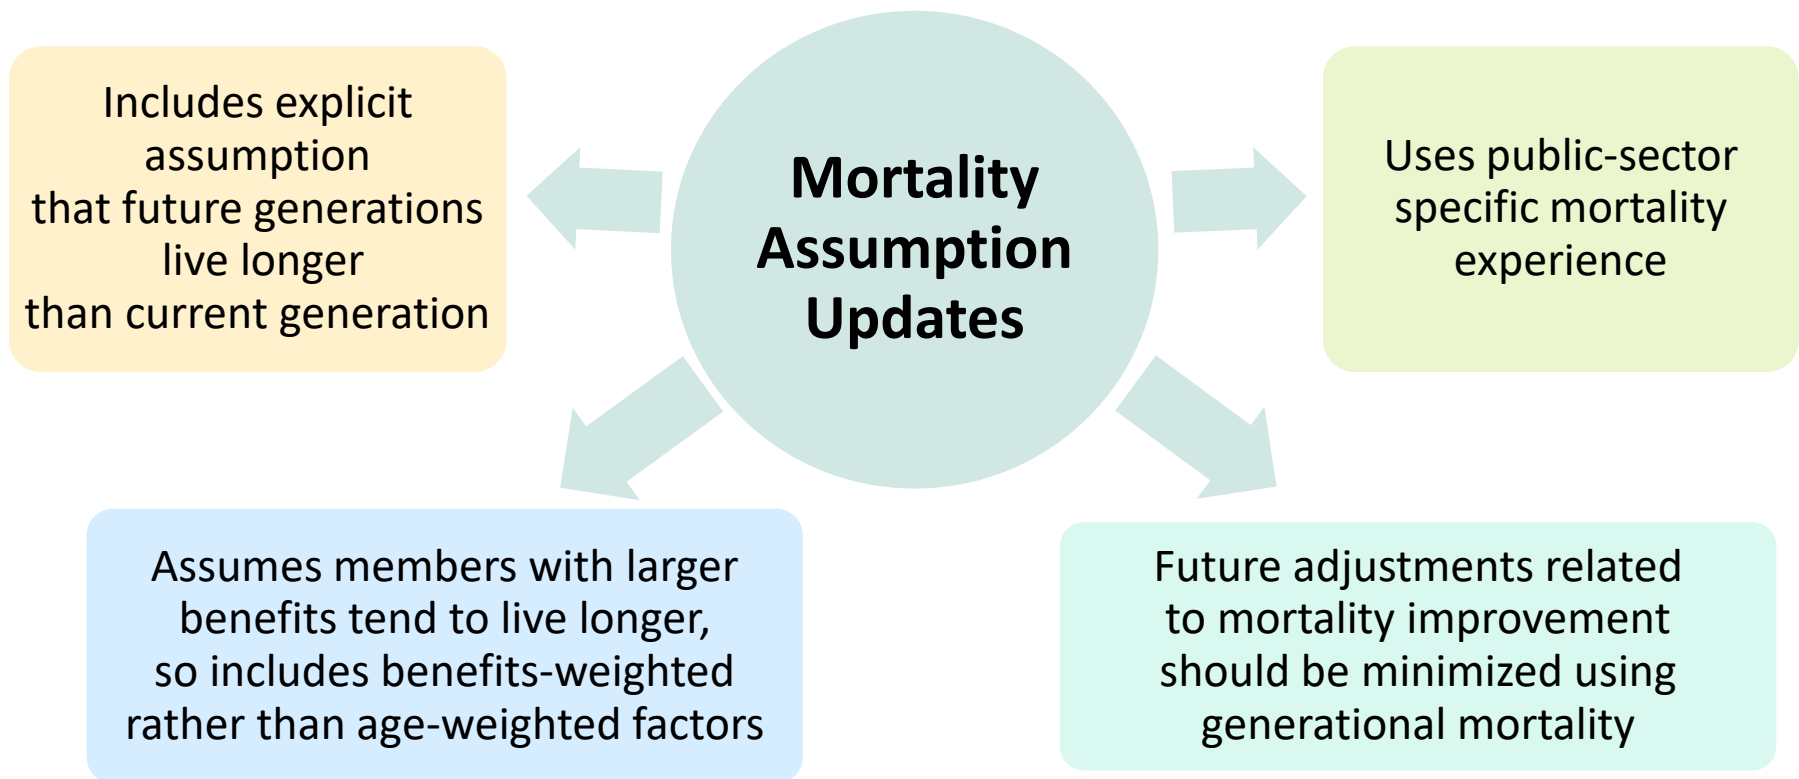 Includes explicit
assumption
that future generations
live longer
than current generation
Mortality
Assumption
Updates
Uses public-sector
specific mortality
experience
Assumes members with larger
benefits tend to live longer,
so includes benefits-weighted
rather than age-weighted factors
Future adjustments related
to mortality improvement
should be minimized using
generational mortality